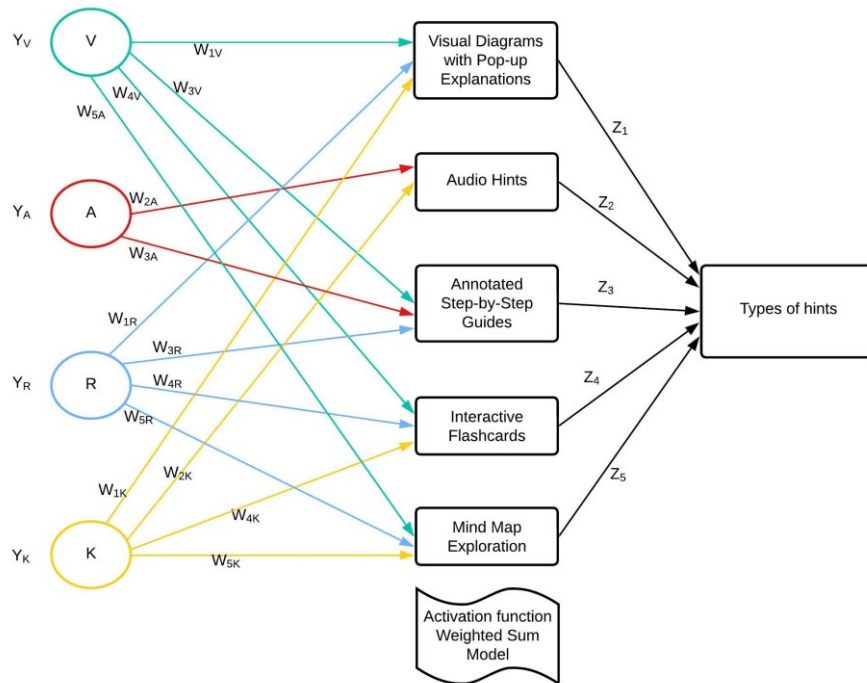 Y_V
V
W_1V
W_3V
W_4V
W_5A
Visual Diagrams
with Pop-up
Explanations
Z_1
Y_A
A
W_2A
W_3A
Audio Hints
Z_2
Annotated
Step-by-Step
Guides
Z_3
Types of hints
Y_R
R
W_1R
W_3R
W_4R
W_5R
Interactive
Flashcards
Z_4
Y_K
K
W_1K
W_2K
W_4K
W_5K
Mind Map
Exploration
Z_5
Activation function
Weighted Sum
Model